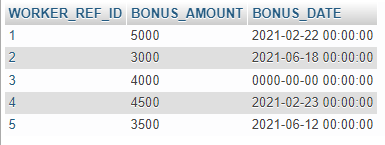 WORKER_REF_ID BONUS_AMOUNT BONUS_DATE
1 5000 2021-02-22 00:00:00
2 3000 2021-06-18 00:00:00
3 4000 0000-00-00 00:00:00
4 4500 2021-02-23 00:00:00
5 3500 2021-06-12 00:00:00